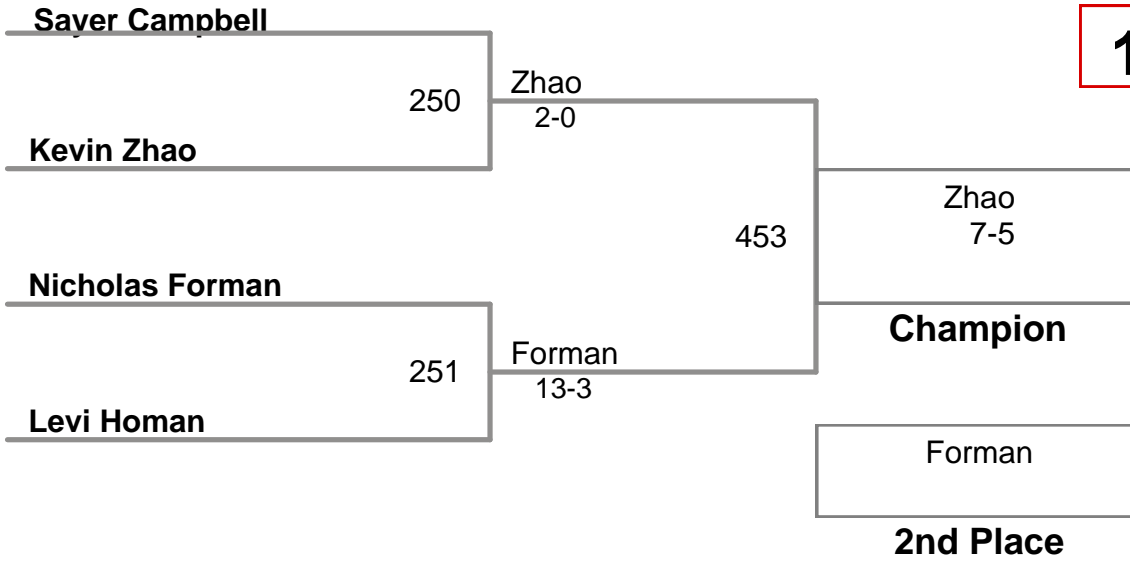 Sayer Campbell
1
250
Zhao
2-0
Kevin Zhao
Zhao
7-5
453
Nicholas Forman
Champion
251
Forman
13-3
Levi Homan
Forman
2nd Place